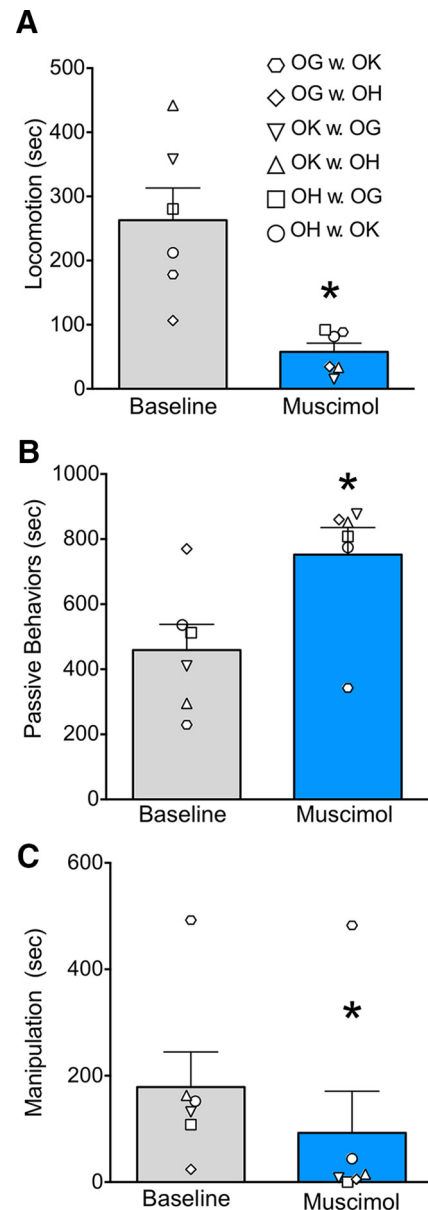 A
Locomotion (sec)
500
400
300
200
100
0
OG w. OK
OG w. OH
OK w. OG
OK w. OH
OH w. OG
OH w. OK
*
Baseline
Muscimol
B
Passive Behaviors (sec)
1000
800
600
400
200
0
*
Baseline
Muscimol
C
Manipulation (sec)
600
400
200
0
*
Baseline
Muscimol